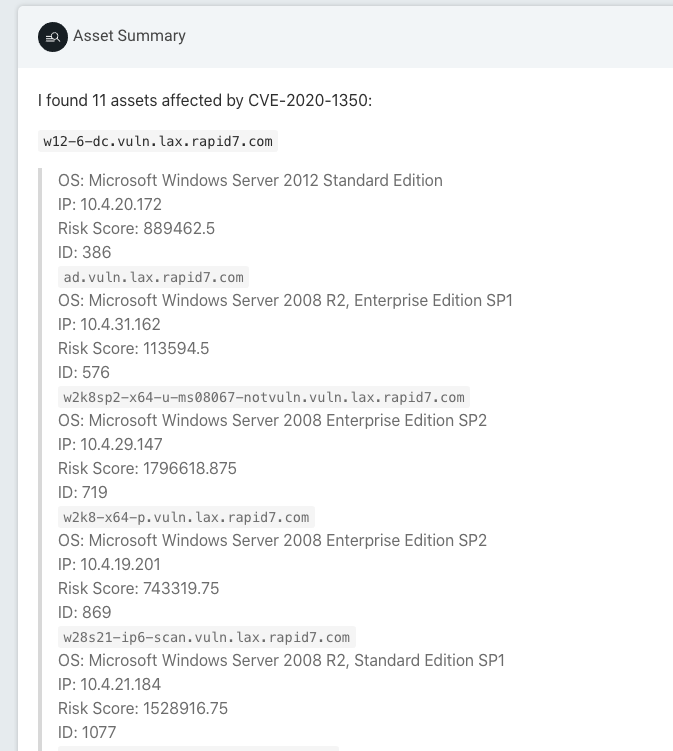 Asset Summary
I found 11 assets affected by CVE-2020-1350:
w12-6-dc.vuln.lax.rapid7.com
OS: Microsoft Windows Server 2012 Standard Edition
IP: 10.4.20.172
Risk Score: 889462.5
ID: 386
ad.vuln.lax.rapid7.com
OS: Microsoft Windows Server 2008 R2, Enterprise Edition SP1
IP: 10.4.31.162
Risk Score: 113594.5
ID: 576
w2k8sp2-x64-u-ms08067-notvuln.vuln.lax.rapid7.com
OS: Microsoft Windows Server 2008 Enterprise Edition SP2
IP: 10.4.29.147
Risk Score: 1796618.875
ID: 719
w2k8-x64-p.vuln.lax.rapid7.com
OS: Microsoft Windows Server 2008 Enterprise Edition SP2
IP: 10.4.19.201
Risk Score: 743319.75
ID: 869
w28s21-ip6-scan.vuln.lax.rapid7.com
OS: Microsoft Windows Server 2008 R2, Standard Edition SP1
IP: 10.4.21.184
Risk Score: 1528916.75
ID: 1077